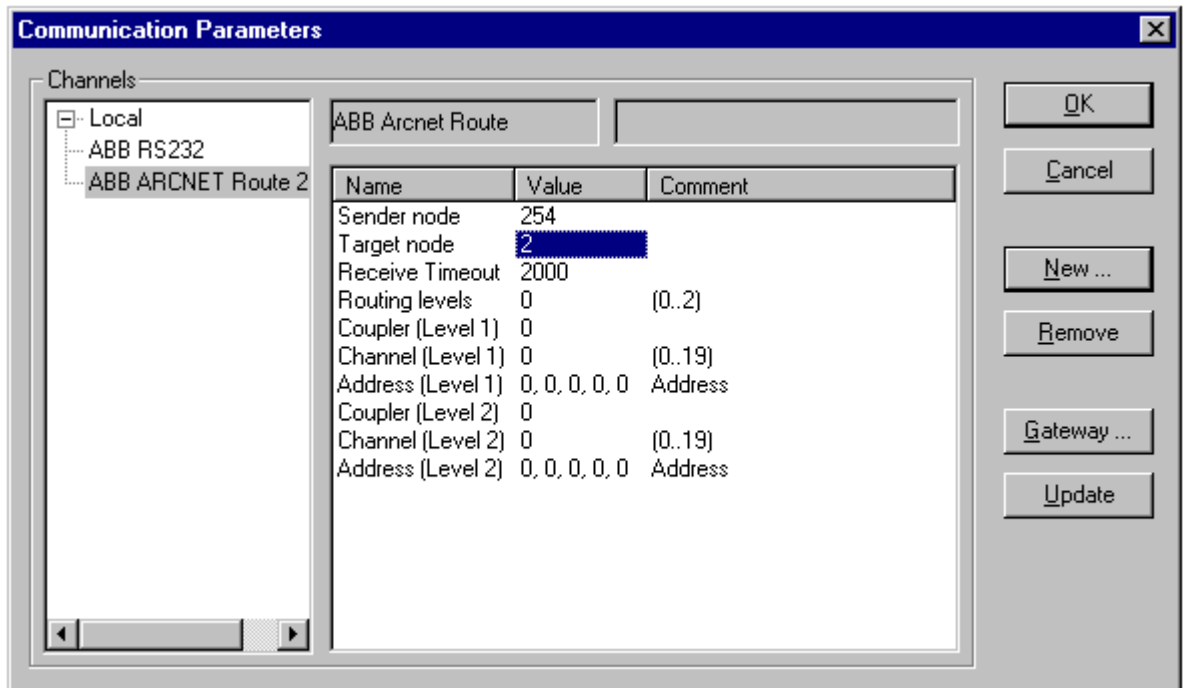 Communication Parameters
Channels
Local
ABB RS232
ABB ARCNET Route 2
ABB Arcnet Route
Name Value Comment
Sender node 254
Target node 2
Receive Timeout 2000
Routing levels 0 (0..2)
Coupler (Level 1) 0
Channel (Level 1) 0 (0..19)
Address (Level 1) 0, 0, 0, 0, 0 Address
Coupler (Level 2) 0
Channel (Level 2) 0 (0..19)
Address (Level 2) 0, 0, 0, 0, 0 Address
OK
Cancel
New ...
Remove
Gateway ...
Update